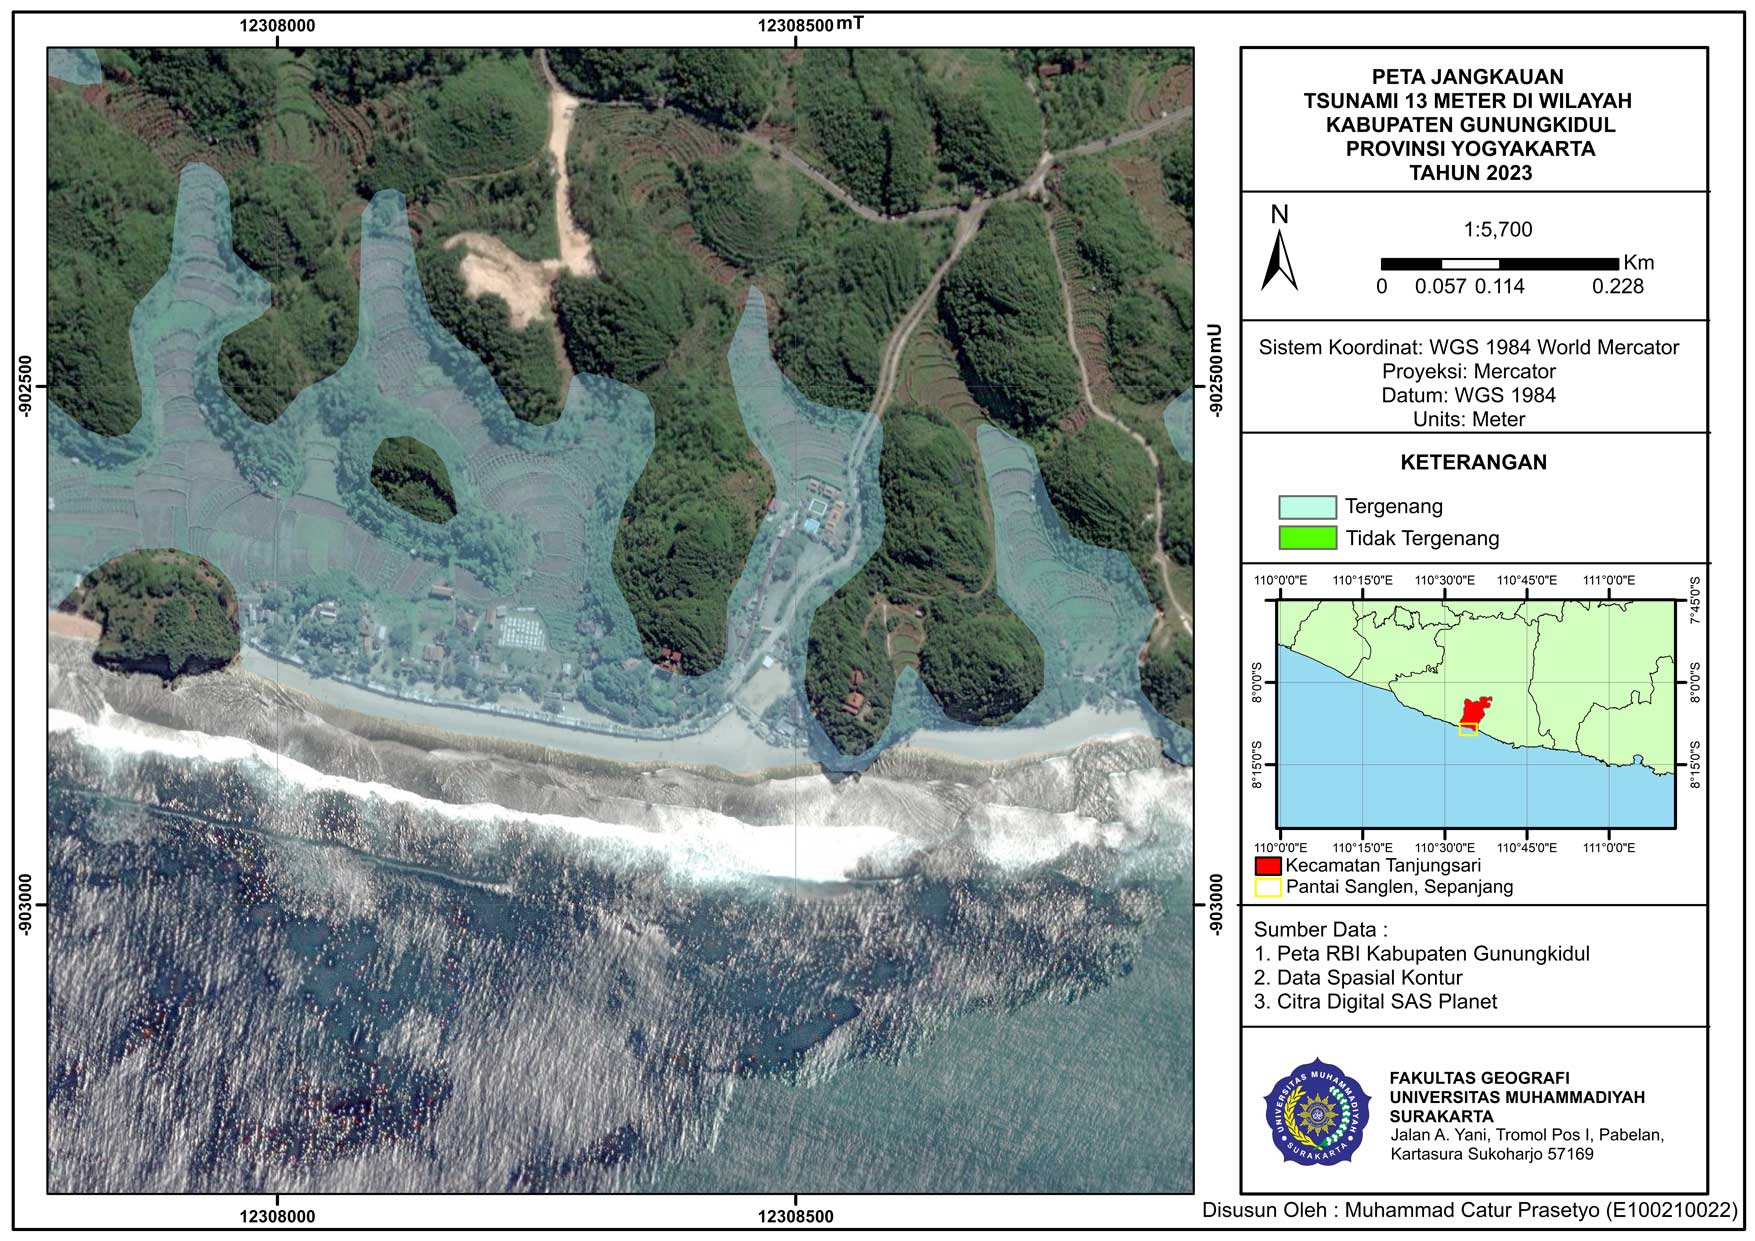 12308000
12308500 mT
-902500
-903000
-902500 mU
-903000
12308000
12308500
PETA JANGKAUAN
TSUNAMI 13 METER DI WILAYAH
KABUPATEN GUNUNGKIDUL
PROVINSI YOGYAKARTA
TAHUN 2023
N
1:5,700
Km
0 0.057 0.114 0.228
Sistem Koordinat: WGS 1984 World Mercator
Proyeksi: Mercator
Datum: WGS 1984
Units: Meter
KETERANGAN
Tergenang
Tidak Tergenang
110°0'0"E 110°15'0"E 110°30'0"E 110°45'0"E 111°0'0"E
7°45'0"S
8°0'0"S
8°15'0"S
8°0'0"S
8°15'0"S
110°0'0"E 110°15'0"E 110°30'0"E 110°45'0"E 111°0'0"E
Kecamatan Tanjungsari
Pantai Sanglen, Sepanjang
Sumber Data :
1. Peta RBI Kabupaten Gunungkidul
2. Data Spasial Kontur
3. Citra Digital SAS Planet
UNIVERSITAS MUHAMMADIYAH
SURAKARTA
FAKULTAS GEOGRAFI
UNIVERSITAS MUHAMMADIYAH
SURAKARTA
Jalan A. Yani, Tromol Pos I, Pabelan,
Kartasura Sukoharjo 57169
Disusun Oleh : Muhammad Catur Prasetyo (E100210022)